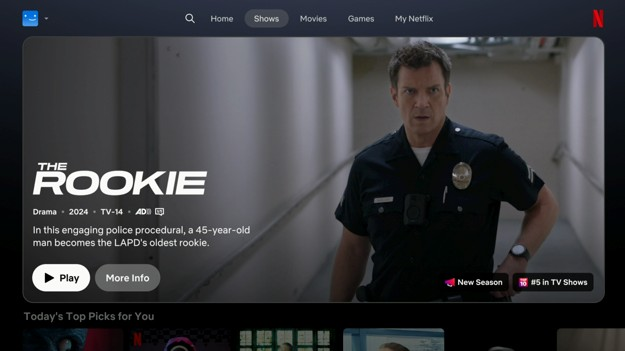 Home
Shows
Movies
Games
My Netflix
N
THE
ROOKIE
Drama • 2024 • TV-14 • AD
In this engaging police procedural, a 45-year-old
man becomes the LAPD's oldest rookie.
Play
More Info
New Season
TOP 10 #5 in TV Shows
Today's Top Picks for You
N